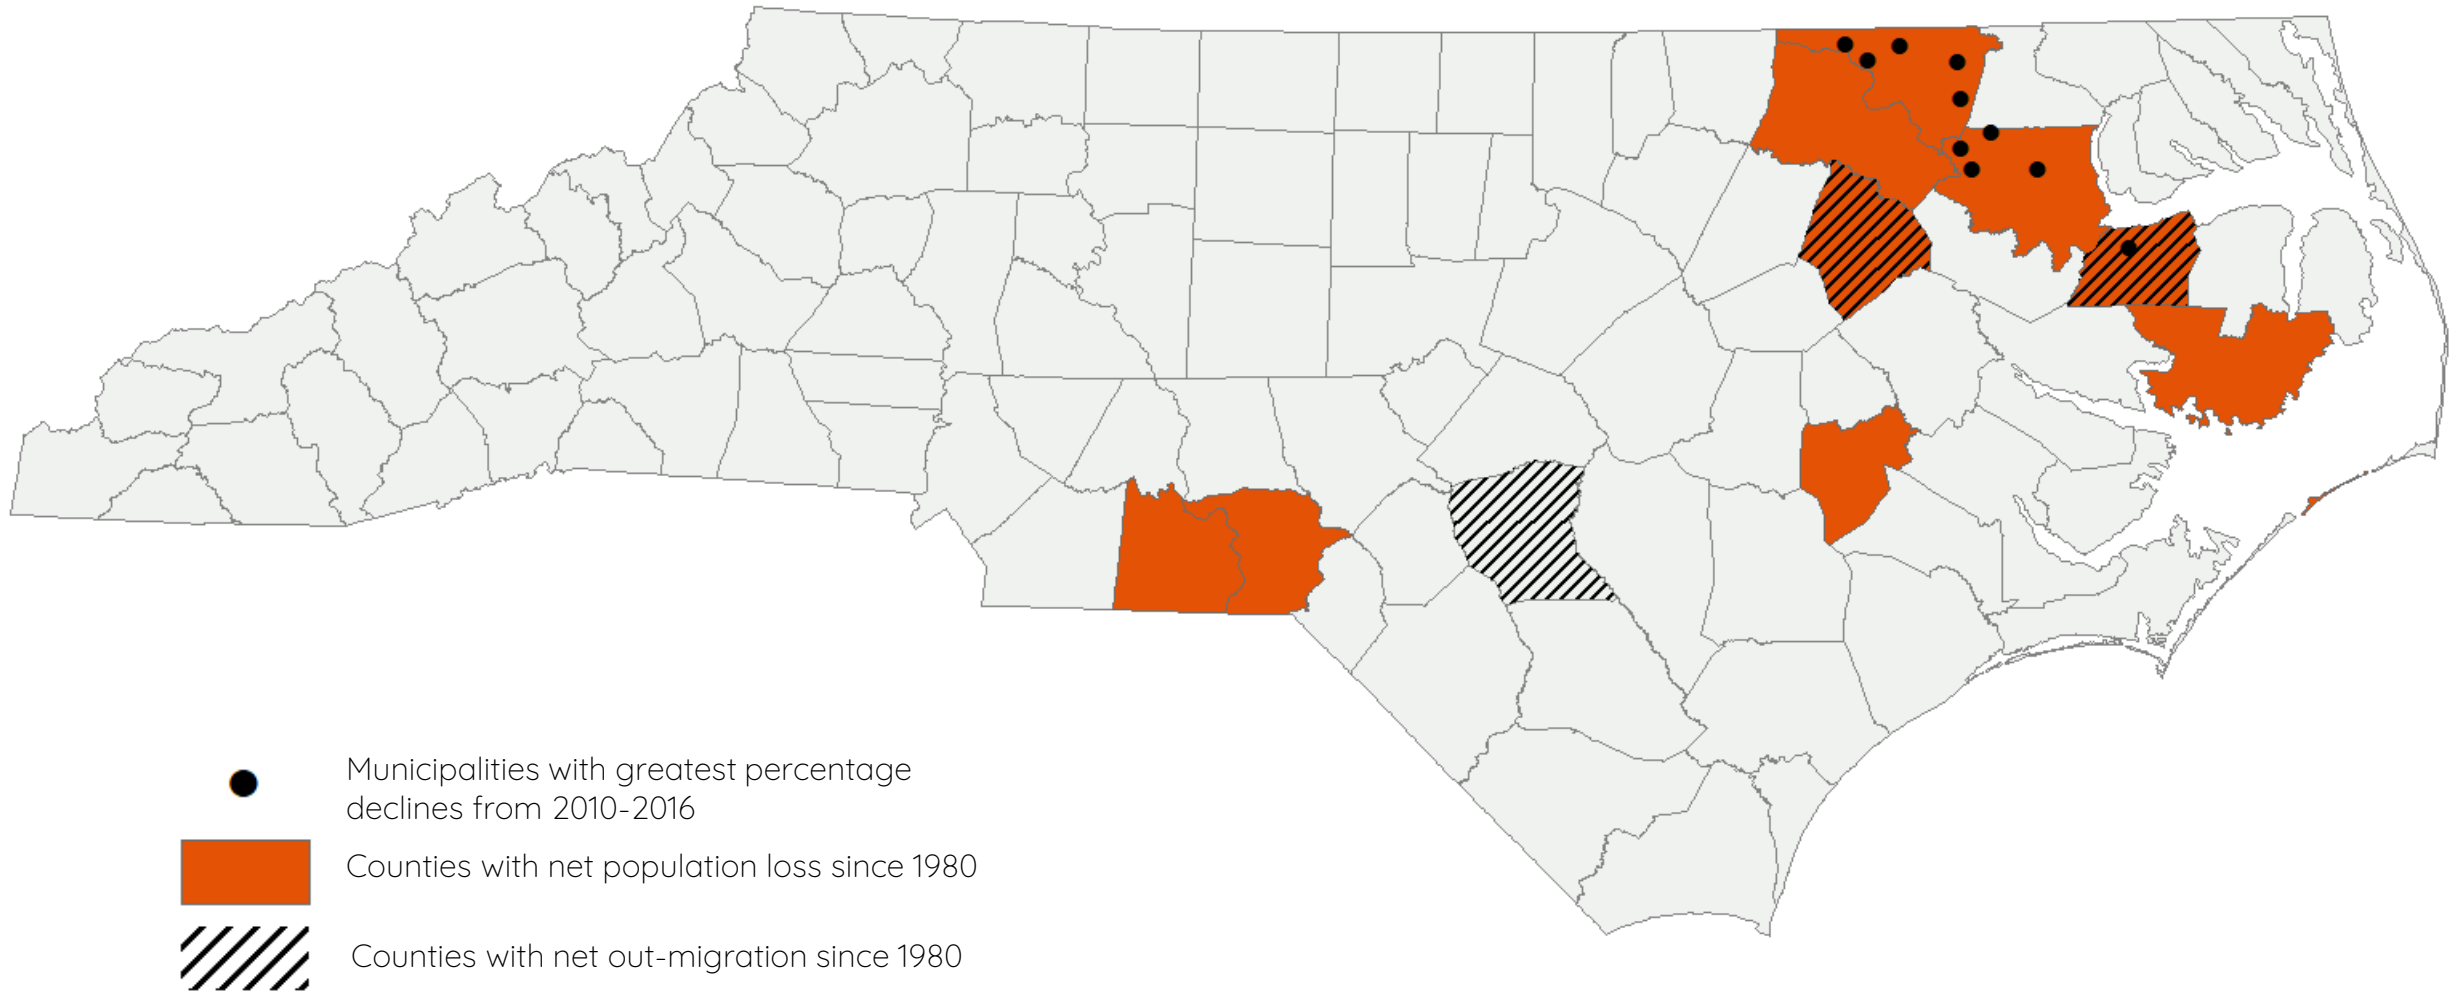 Municipalities with greatest percentage
declines from 2010-2016
Counties with net population loss since 1980
Counties with net out-migration since 1980